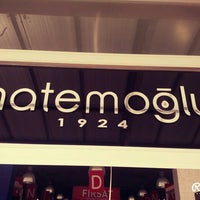 hatemoğlu
1924
D
FIRSAT